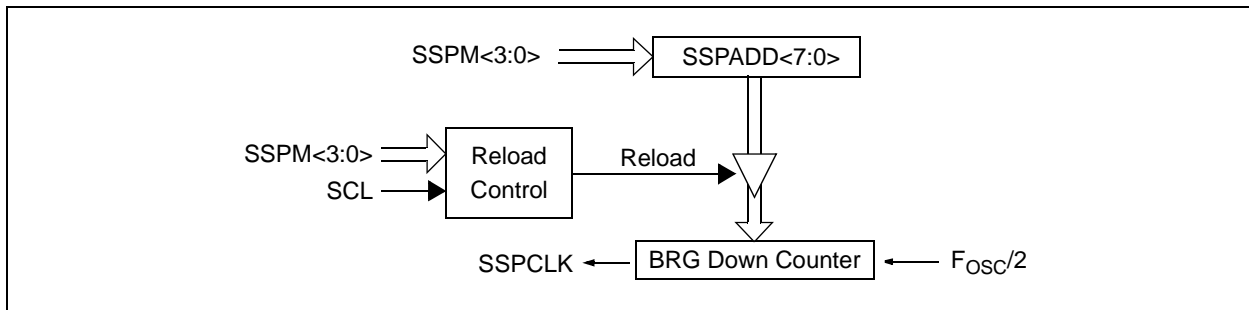 SSPM<3:0>
SSPADD<7:0>
SSPM<3:0>
SCL
Reload
Control
Reload
SSPCLK
BRG Down Counter
FOSC/2